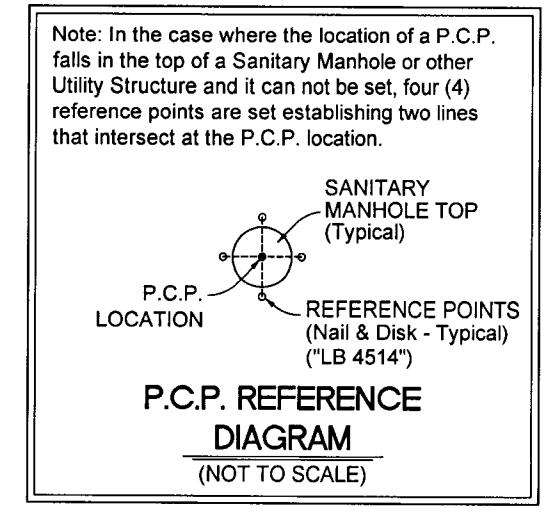 Note: In the case where the location of a P.C.P.
falls in the top of a Sanitary Manhole or other
Utility Structure and it can not be set, four (4)
reference points are set establishing two lines
that intersect at the P.C.P. location.
SANITARY
MANHOLE TOP
(Typical)
P.C.P.
LOCATION
REFERENCE POINTS
(Nail & Disk - Typical)
("LB 4514")
P.C.P. REFERENCE
DIAGRAM
(NOT TO SCALE)